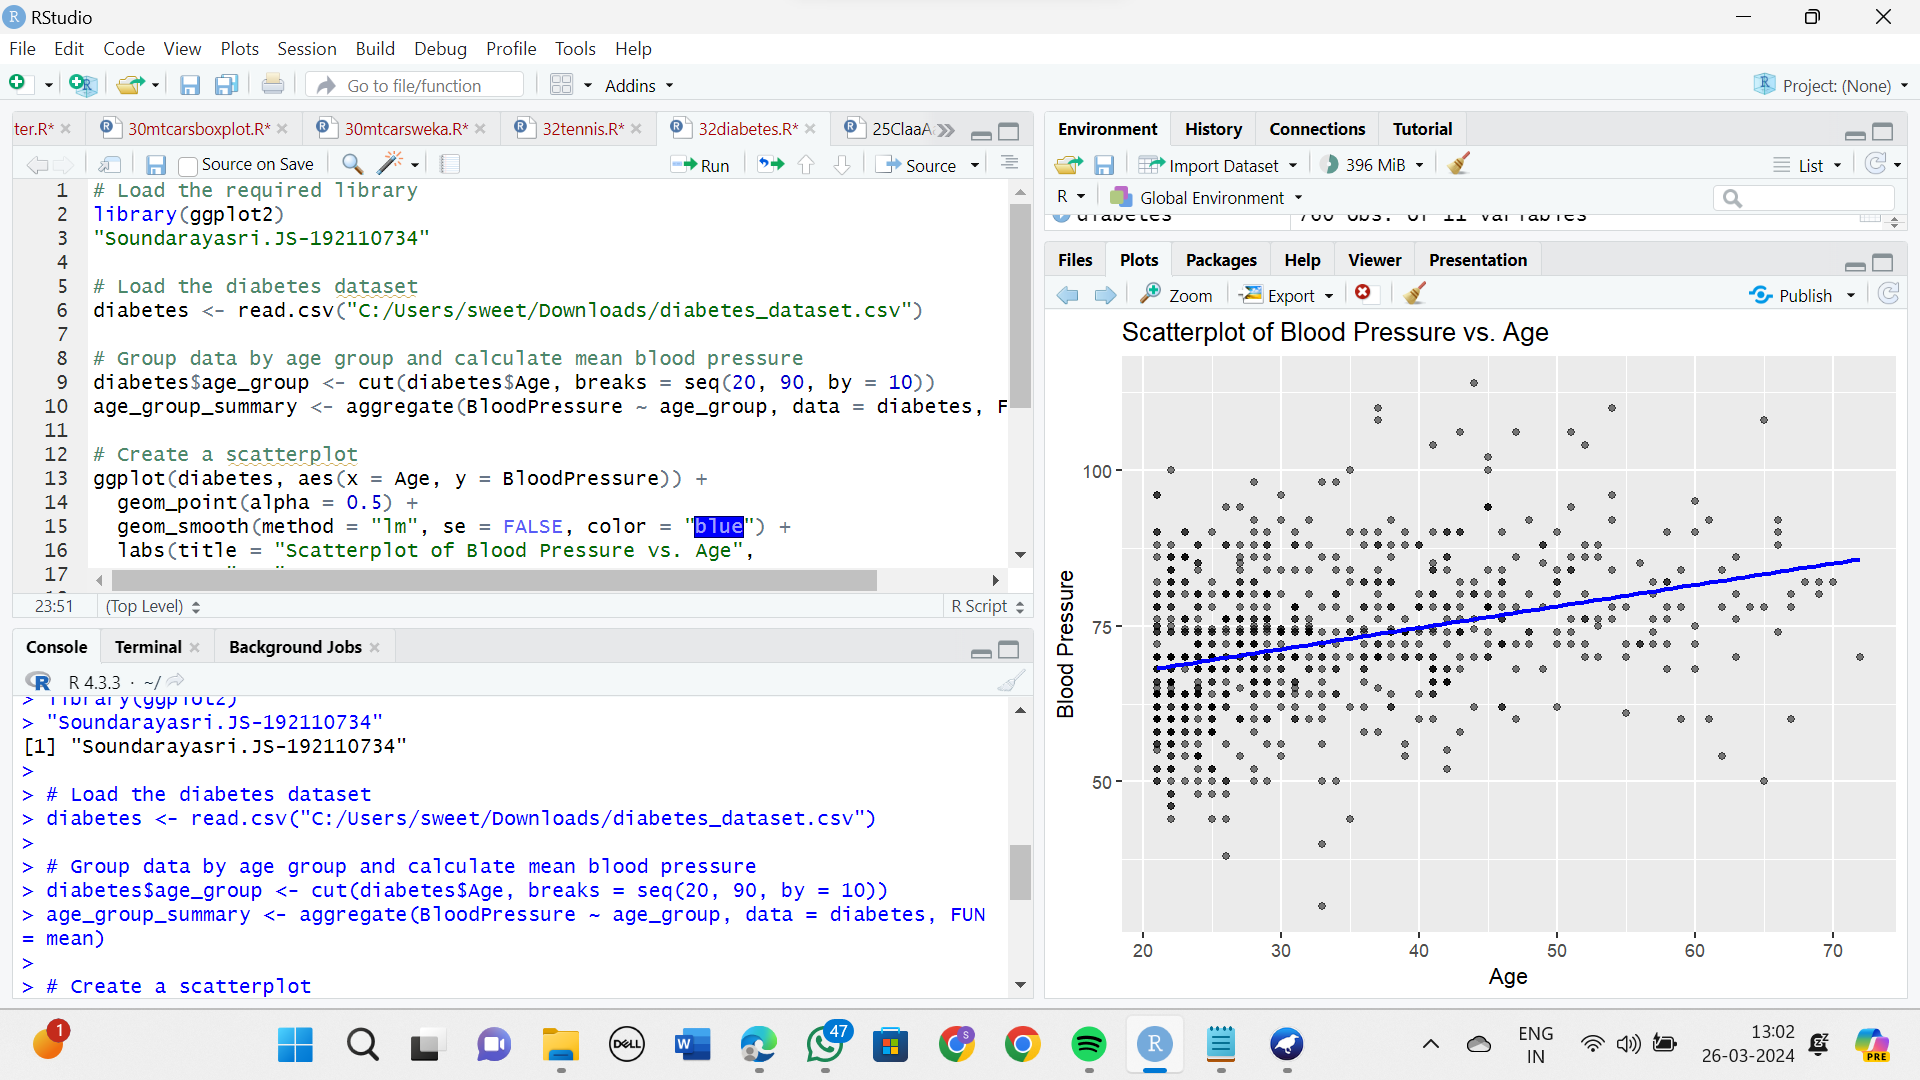 RStudio
File Edit Code View Plots Session Build Debug Profile Tools Help
Go to file/function
Addins
Project: (None)
ter.R*
30mtcarsboxplot.R*
30mtcarsweka.R*
32tennis.R*
32diabetes.R*
25ClaaA
Source on Save
Run
Source
1 # Load the required library
2 library(ggplot2)
3 "Soundarayasri.JS-192110734"
4
5 # Load the diabetes dataset
6 diabetes <- read.csv("C:/Users/sweet/Downloads/diabetes_dataset.csv")
7
8 # Group data by age group and calculate mean blood pressure
9 diabetes$age_group <- cut(diabetes$Age, breaks = seq(20, 90, by = 10))
10 age_group_summary <- aggregate(BloodPressure ~ age_group, data = diabetes, F
11
12 # Create a scatterplot
13 ggplot(diabetes, aes(x = Age, y = BloodPressure)) +
14 geom_point(alpha = 0.5) +
15 geom_smooth(method = "lm", se = FALSE, color = "blue") +
16 labs(title = "Scatterplot of Blood Pressure vs. Age",
17
23:51
(Top Level)
R Script
Console Terminal Background Jobs
R 4.3.3 · ~/
> library(ggplot2)
> "Soundarayasri.JS-192110734"
[1] "Soundarayasri.JS-192110734"
>
> # Load the diabetes dataset
> diabetes <- read.csv("C:/Users/sweet/Downloads/diabetes_dataset.csv")
>
> # Group data by age group and calculate mean blood pressure
> diabetes$age_group <- cut(diabetes$Age, breaks = seq(20, 90, by = 10))
> age_group_summary <- aggregate(BloodPressure ~ age_group, data = diabetes, FUN
= mean)
>
> # Create a scatterplot
Environment History Connections Tutorial
Import Dataset
396 MiB
List
R
Global Environment
diabetes
obs. of 11 variables
Files Plots Packages Help Viewer Presentation
Zoom
Export
Publish
Scatterplot of Blood Pressure vs. Age
Blood Pressure
100
75
50
20 30 40 50 60 70
Age
1
DELL
W
47
S
R
ENG
IN
13:02
26-03-2024
PRE